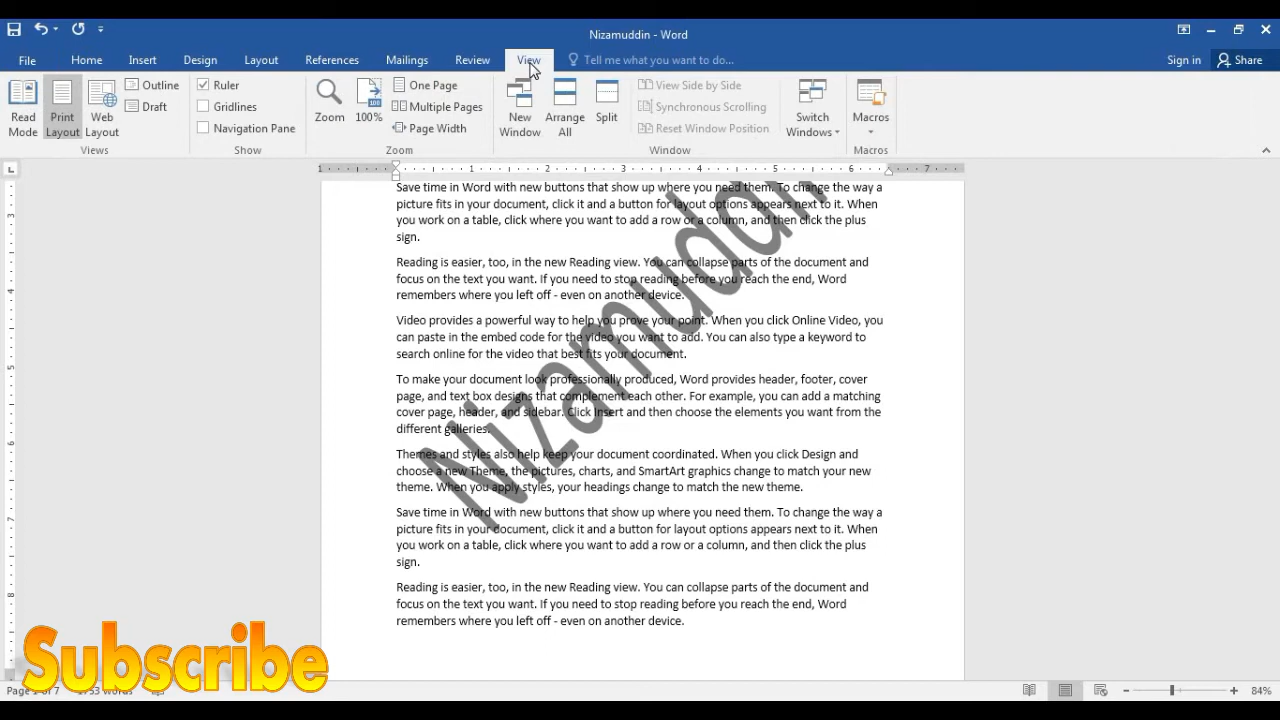 Nizamuddin - Word
File Home Insert Design Layout References Mailings Review View Tell me what you want to do... Sign in Share
Read Mode
Print Layout
Web Layout
Outline
Draft
Views
Ruler
Gridlines
Navigation Pane
Show
Zoom
100%
One Page
Multiple Pages
Page Width
Zoom
New Window
Arrange All
Split
View Side by Side
Synchronous Scrolling
Reset Window Position
Window
Switch Windows
Macros
Macros
1 1 2 3 4 5 6 7
3
4
5
6
7
8
Save time in Word with new buttons that show up where you need them. To change the way a
picture fits in your document, click it and a button for layout options appears next to it. When
you work on a table, click where you want to add a row or a column, and then click the plus
sign.
Reading is easier, too, in the new Reading view. You can collapse parts of the document and
focus on the text you want. If you need to stop reading before you reach the end, Word
remembers where you left off - even on another device.
Video provides a powerful way to help you prove your point. When you click Online Video, you
can paste in the embed code for the video you want to add. You can also type a keyword to
search online for the video that best fits your document.
To make your document look professionally produced, Word provides header, footer, cover
page, and text box designs that complement each other. For example, you can add a matching
cover page, header, and sidebar. Click Insert and then choose the elements you want from the
different galleries.
Themes and styles also help keep your document coordinated. When you click Design and
choose a new Theme, the pictures, charts, and SmartArt graphics change to match your new
theme. When you apply styles, your headings change to match the new theme.
Save time in Word with new buttons that show up where you need them. To change the way a
picture fits in your document, click it and a button for layout options appears next to it. When
you work on a table, click where you want to add a row or a column, and then click the plus
sign.
Reading is easier, too, in the new Reading view. You can collapse parts of the document and
focus on the text you want. If you need to stop reading before you reach the end, Word
remembers where you left off - even on another device.
Subscribe
of 7 words
84%